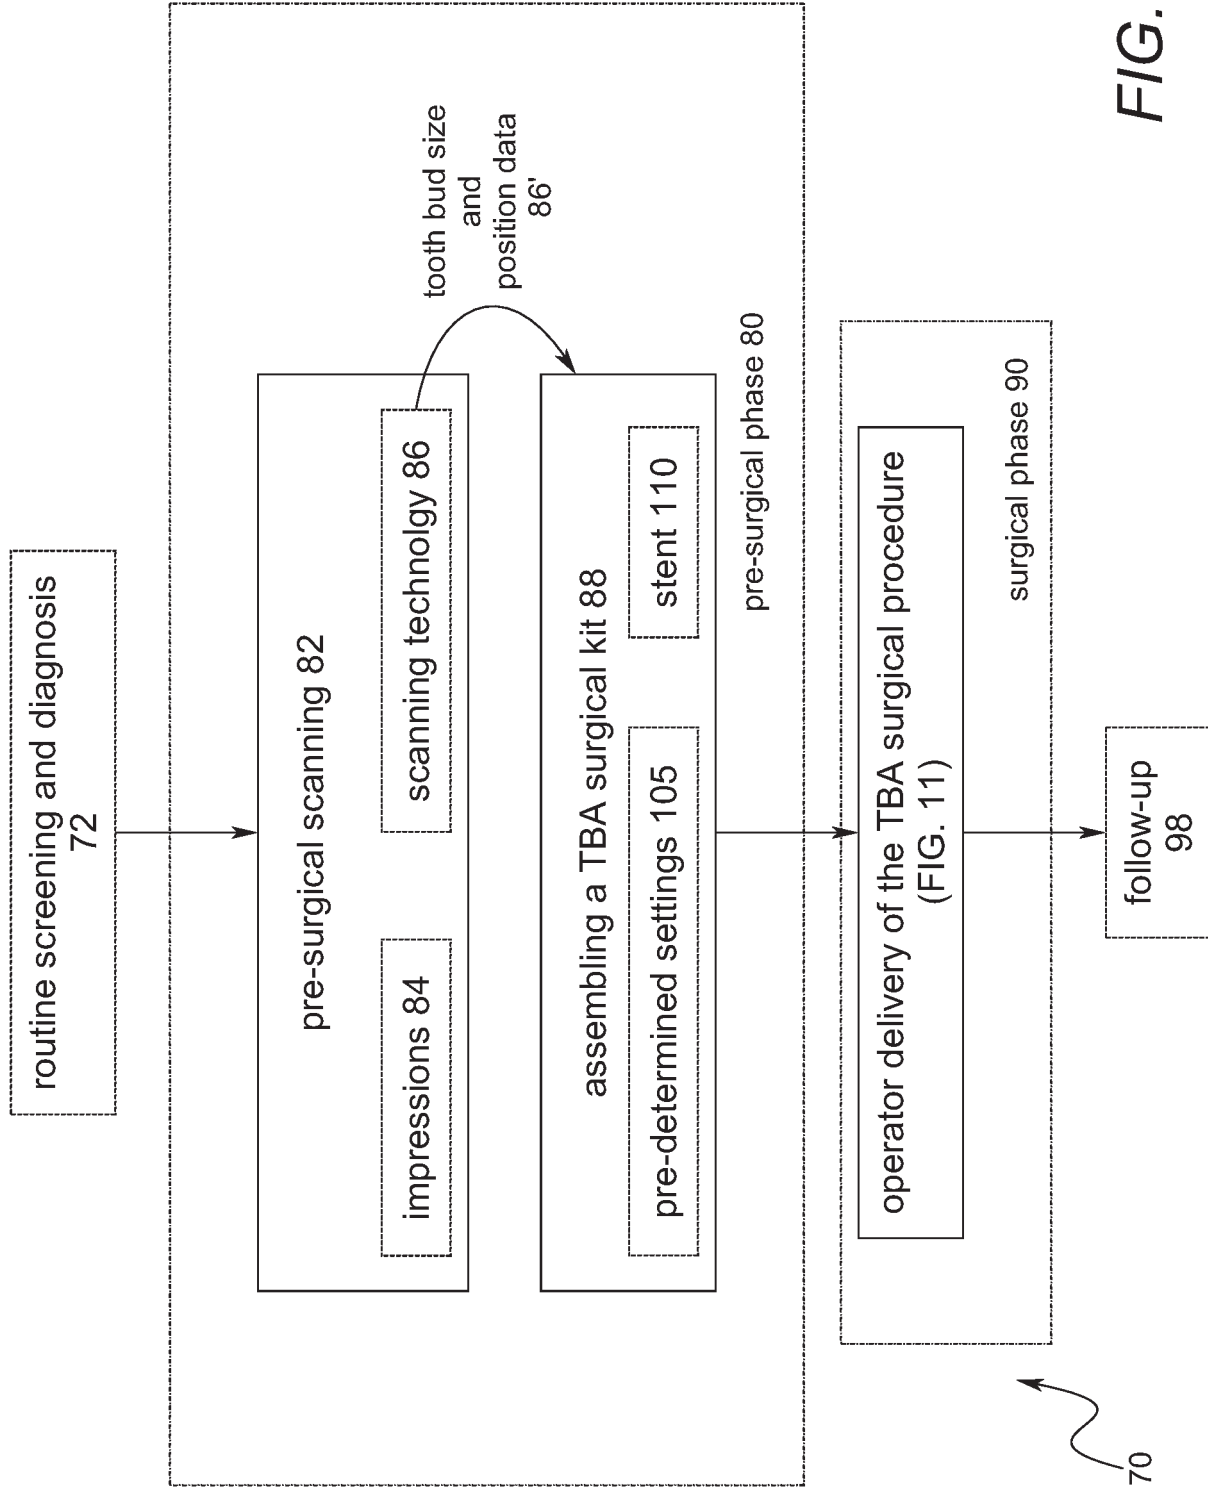 routine screening and diagnosis
72
pre-surgical scanning 82
impressions 84
scanning technolgy 86
tooth bud size
and
position data
86'
assembling a TBA surgical kit 88
pre-determined settings 105
stent 110
pre-surgical phase 80
operator delivery of the TBA surgical procedure
(FIG. 11)
surgical phase 90
follow-up
98
70
FIG.